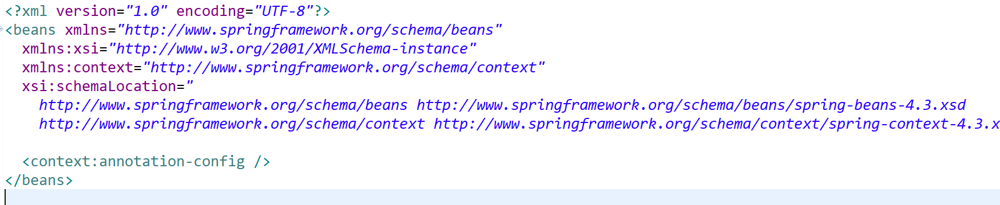 <?xml version="1.0" encoding="UTF-8"?>
<beans xmlns="http://www.springframework.org/schema/beans"
xmlns:xsi="http://www.w3.org/2001/XMLSchema-instance"
xmlns:context="http://www.springframework.org/schema/context"
xsi:schemaLocation="
http://www.springframework.org/schema/beans http://www.springframework.org/schema/beans/spring-beans-4.3.xsd
http://www.springframework.org/schema/context http://www.springframework.org/schema/context/spring-context-4.3.x
<context:annotation-config />
</beans>